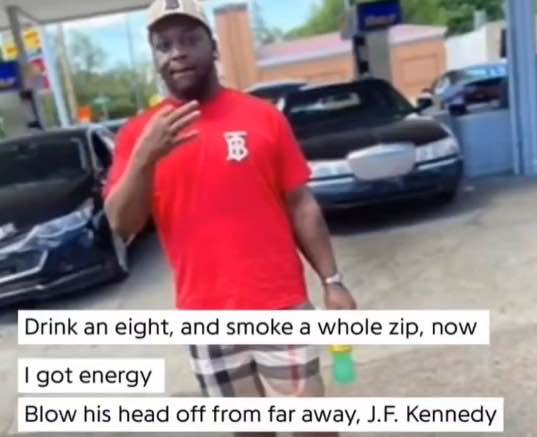 Drink an eight, and smoke a whole zip, now
I got energy
Blow his head off from far away, J.F. Kennedy